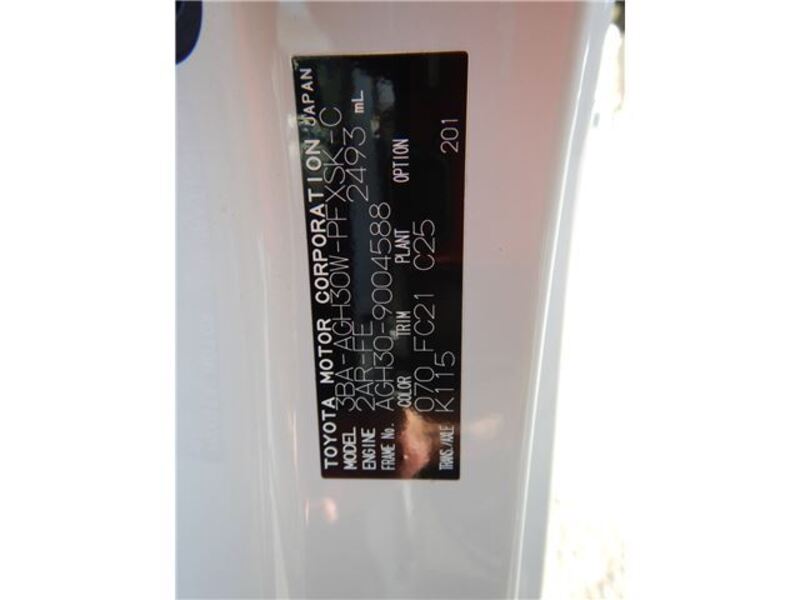 TOYOTA MOTOR CORPORATION JAPAN
MODEL 3BA-AGH30W-PFXSK-C
ENGINE 2AR-FE 2493 mL
FRAME No. AGH30-9004588
COLOR TRIM PLANT OPTION
070 FC21 C25
TRANS./AXLE K115 201